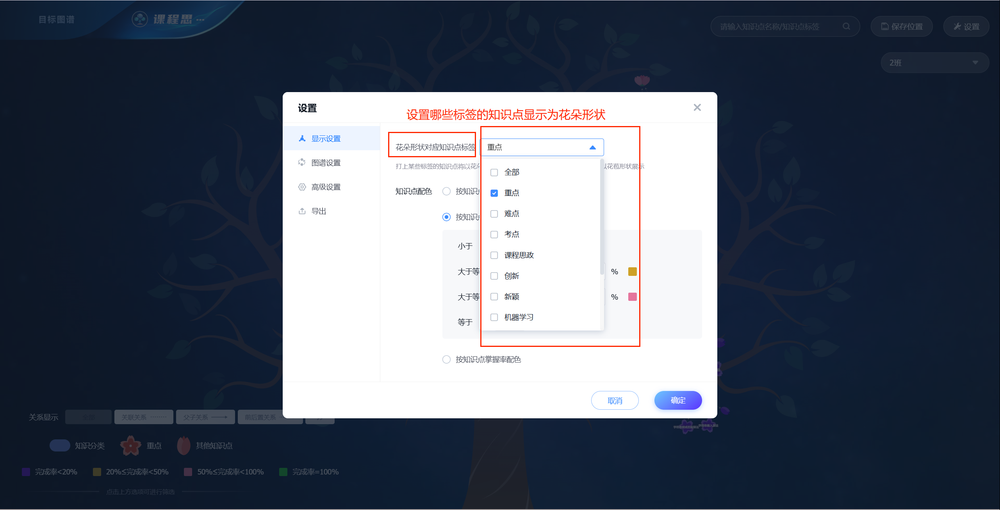 目标图谱
课程思...
请输入知识点名称/知识点标签
保存位置
设置
2班
设置
设置哪些标签的知识点显示为花朵形状
显示设置
图谱设置
高级设置
导出
花朵形状对应知识点标签
重点
打上某些标签的知识点将以花
以花苞形状展示
全部
重点
难点
考点
课程思政
创新
新颖
机器学习
知识点配色
按知识
按知识
小于
大于等
%
大于等
%
等于
按知识点掌握率配色
取消
确定
关系显示
全部
关联关系
父子关系
前后置关系
知识分类
重点
其他知识点
完成率<20%
20%≤完成率<50%
50%≤完成率<100%
完成率=100%
点击上方选项可进行筛选